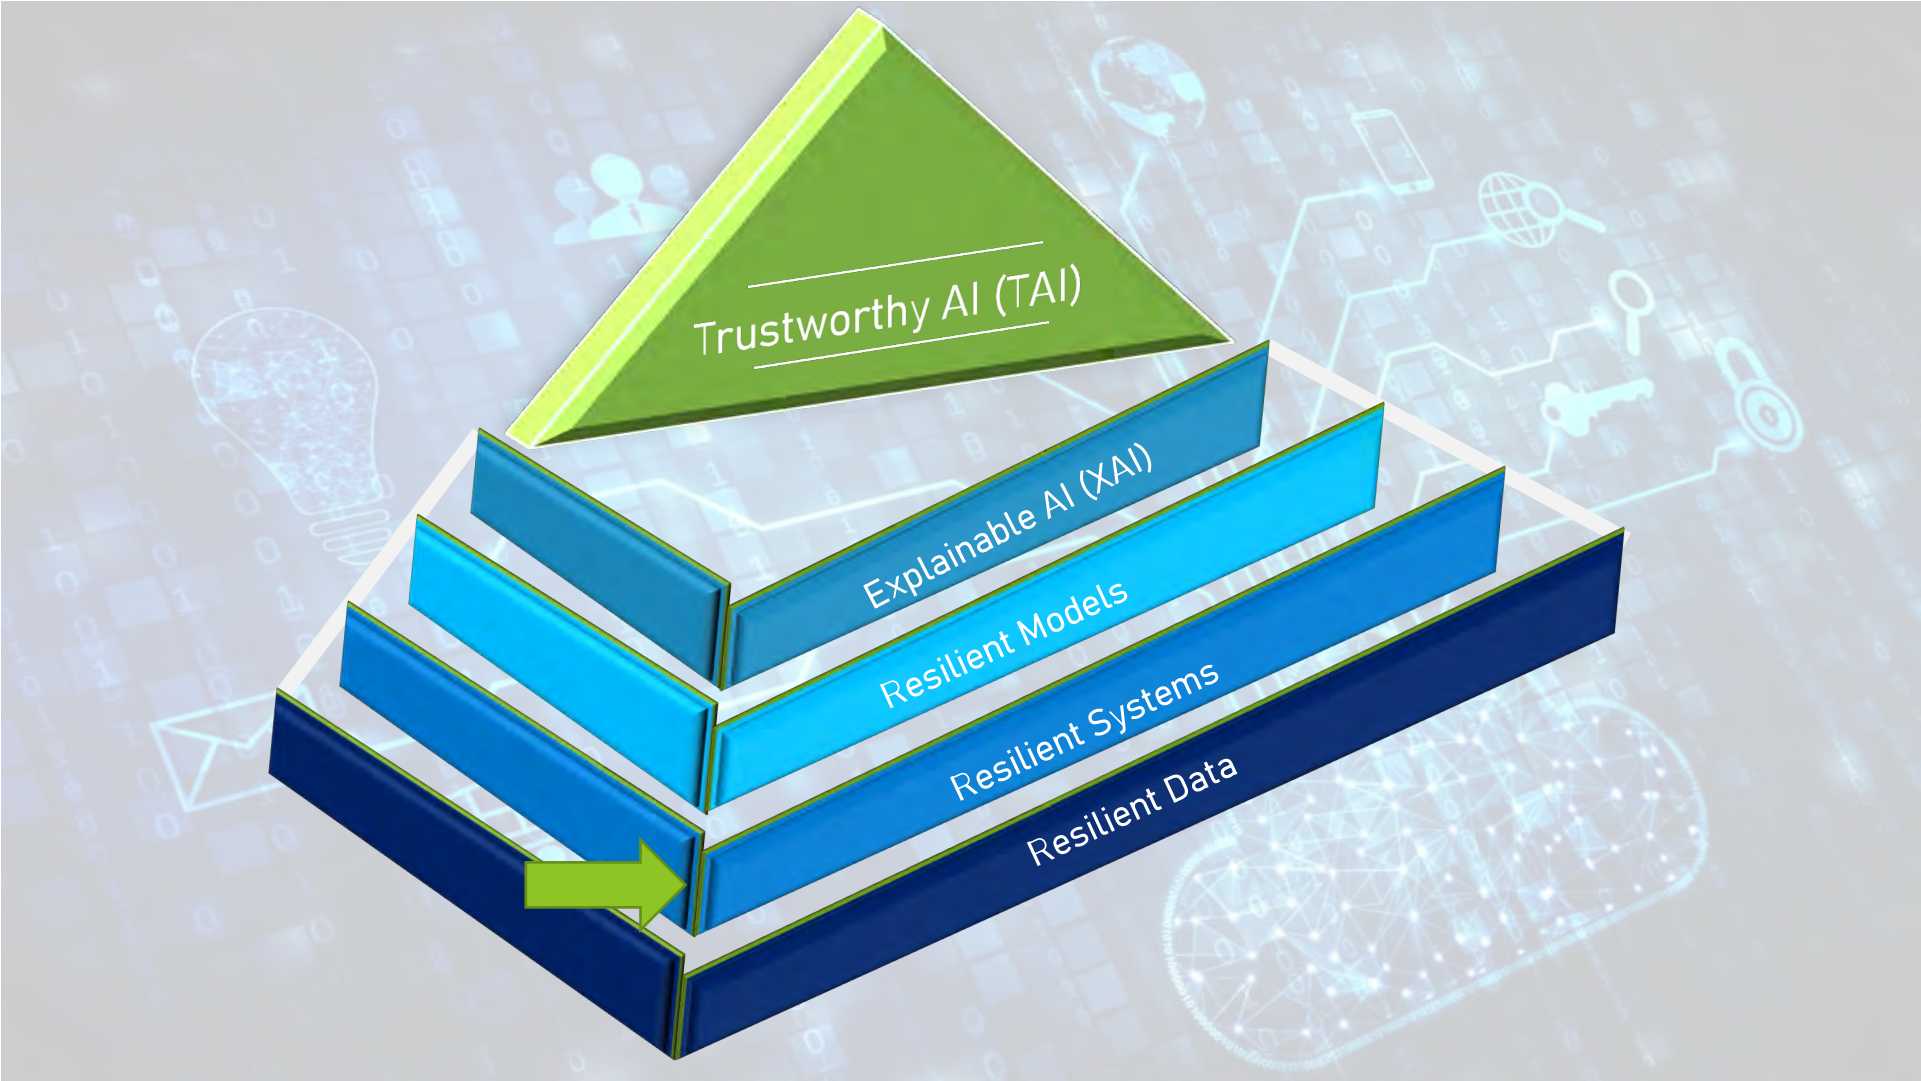 Trustworthy AI (TAI)
Explainable AI (XAI)
Resilient Models
Resilient Systems
Resilient Data